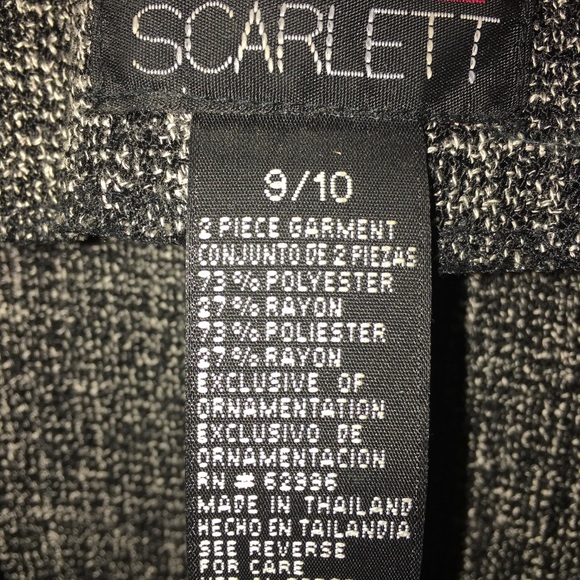 SCARLETT
9/10
2 PIECE GARMENT
CONJUNTO DE 2 PIEZAS
73% POLYESTER
27% RAYON
73% POLIESTER
27% RAYON
EXCLUSIVE OF
ORNAMENTATION
EXCLUSIVO DE
ORNAMENTACION
RN # 62996
MADE IN THAILAND
HECHO EN TAILANDIA
SEE REVERSE
FOR CARE